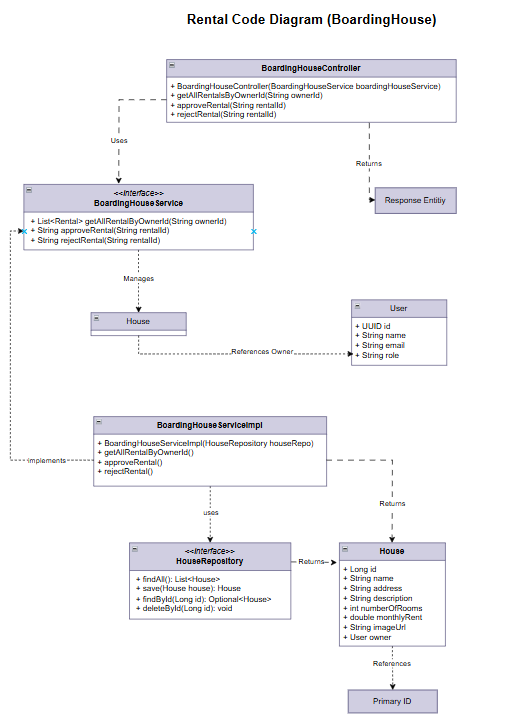 Rental Code Diagram (BoardingHouse)
BoardingHouseController
+ BoardingHouseController(BoardingHouseService boardingHouseService)
+ getAllRentalsByOwnerId(String ownerId)
+ approveRental(String rentalId)
+ rejectRental(String rentalId)
Uses
Returns
<<Interface>>
BoardingHouseService
+ List<Rental> getAllRentalByOwnerId(String ownerId)
+ String approveRental(String rentalId)
+ String rejectRental(String rentalId)
Response Entitiy
Manages
House
User
+ UUID id
+ String name
+ String email
+ String role
References Owner
BoardingHouseServiceImpl
+ BoardingHouseServiceImpl(HouseRepository houseRepo)
+ getAllRentalByOwnerId()
+ approveRental()
+ rejectRental()
implements
uses
Returns
<<Interface>>
HouseRepository
+ findAll(): List<House>
+ save(House house): House
+ findById(Long id): Optional<House>
+ deleteById(Long id): void
Returns
House
+ Long id
+ String name
+ String address
+ String description
+ int numberOfRooms
+ double monthlyRent
+ String imageUrl
+ User owner
References
Primary ID